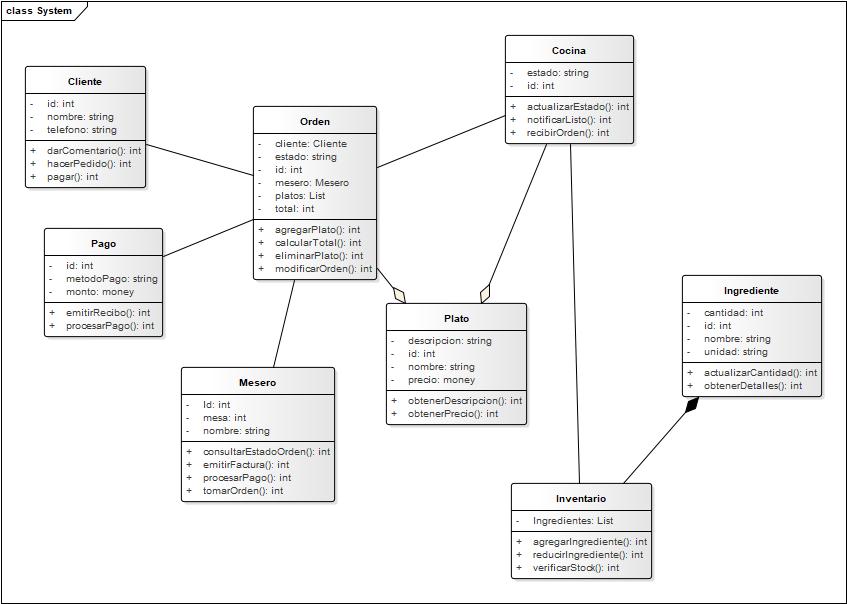 class System
Cliente
- id: int
- nombre: string
- telefono: string
+ darComentario(): int
+ hacerPedido(): int
+ pagar(): int
Orden
- cliente: Cliente
- estado: string
- id: int
- mesero: Mesero
- platos: List
- total: int
+ agregarPlato(): int
+ calcularTotal(): int
+ eliminarPlato(): int
+ modificarOrden(): int
Cocina
- estado: string
- id: int
+ actualizarEstado(): int
+ notificarListo(): int
+ recibirOrden(): int
Pago
- id: int
- metodoPago: string
- monto: money
+ emitirRecibo(): int
+ procesarPago(): int
Mesero
- Id: int
- mesa: int
- nombre: string
+ consultarEstadoOrden(): int
+ emitirFactura(): int
+ procesarPago(): int
+ tomarOrden(): int
Plato
- descripcion: string
- id: int
- nombre: string
- precio: money
+ obtenerDescripcion(): int
+ obtenerPrecio(): int
Ingrediente
- cantidad: int
- id: int
- nombre: string
- unidad: string
+ actualizarCantidad(): int
+ obtenerDetalles(): int
Inventario
- Ingredientes: List
+ agregarIngrediente(): int
+ reducirIngrediente(): int
+ verificarStock(): int